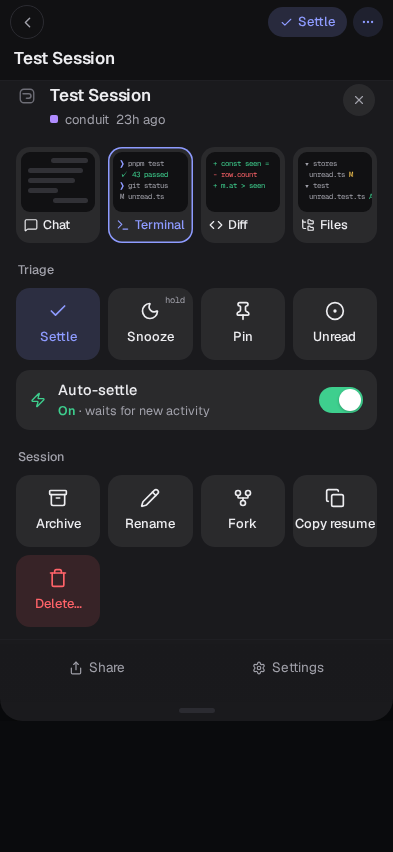 Settle
Test Session
Test Session
conduit 23h ago
❯ pnpm test
✓ 43 passed
❯ git status
M unread.ts
+ const seen =
- row.count
+ m.at > seen
▾ stores
unread.ts M
▾ test
unread.test.ts A
Chat
Terminal
Diff
Files
Triage
hold
Settle
Snooze
Pin
Unread
Auto-settle
On · waits for new activity
Session
Archive
Rename
Fork
Copy resume
Delete…
Share
Settings